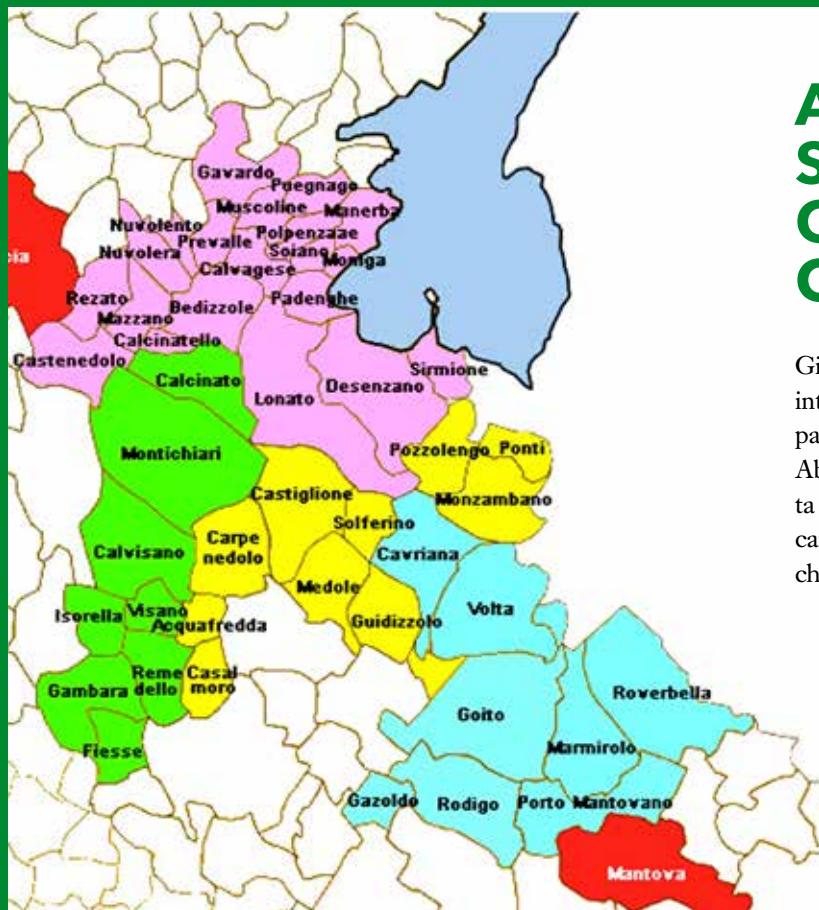 Gavardo
Puegnago
Muscoline
Manerba
Nuvolento
Polpenzaae
Prevalle
Soiano
Nuvolera
Moniga
Calvagese
Rezato
Padenghe
Bedizzole
Mazzano
Calcinatello
Castenedolo
Sirmione
Calcinato
Desenzano
Lonato
cia
Montichiari
Pozzolengo
Ponti
Castiglione
Monzambano
Solferino
Calvisano
Carpe
nedolo
Cavriana
Medole
Volta
Isorella
Visano
Acquafredda
Guidizzolo
Reme
dello
Casal
moro
Gambara
Goito
Roverbella
Fiesse
Marmirolo
Gazoldo
Rodigo
Porto Mantovano
Mantova
A
S
Gi
int
pa
Ab
ta
ca
ch